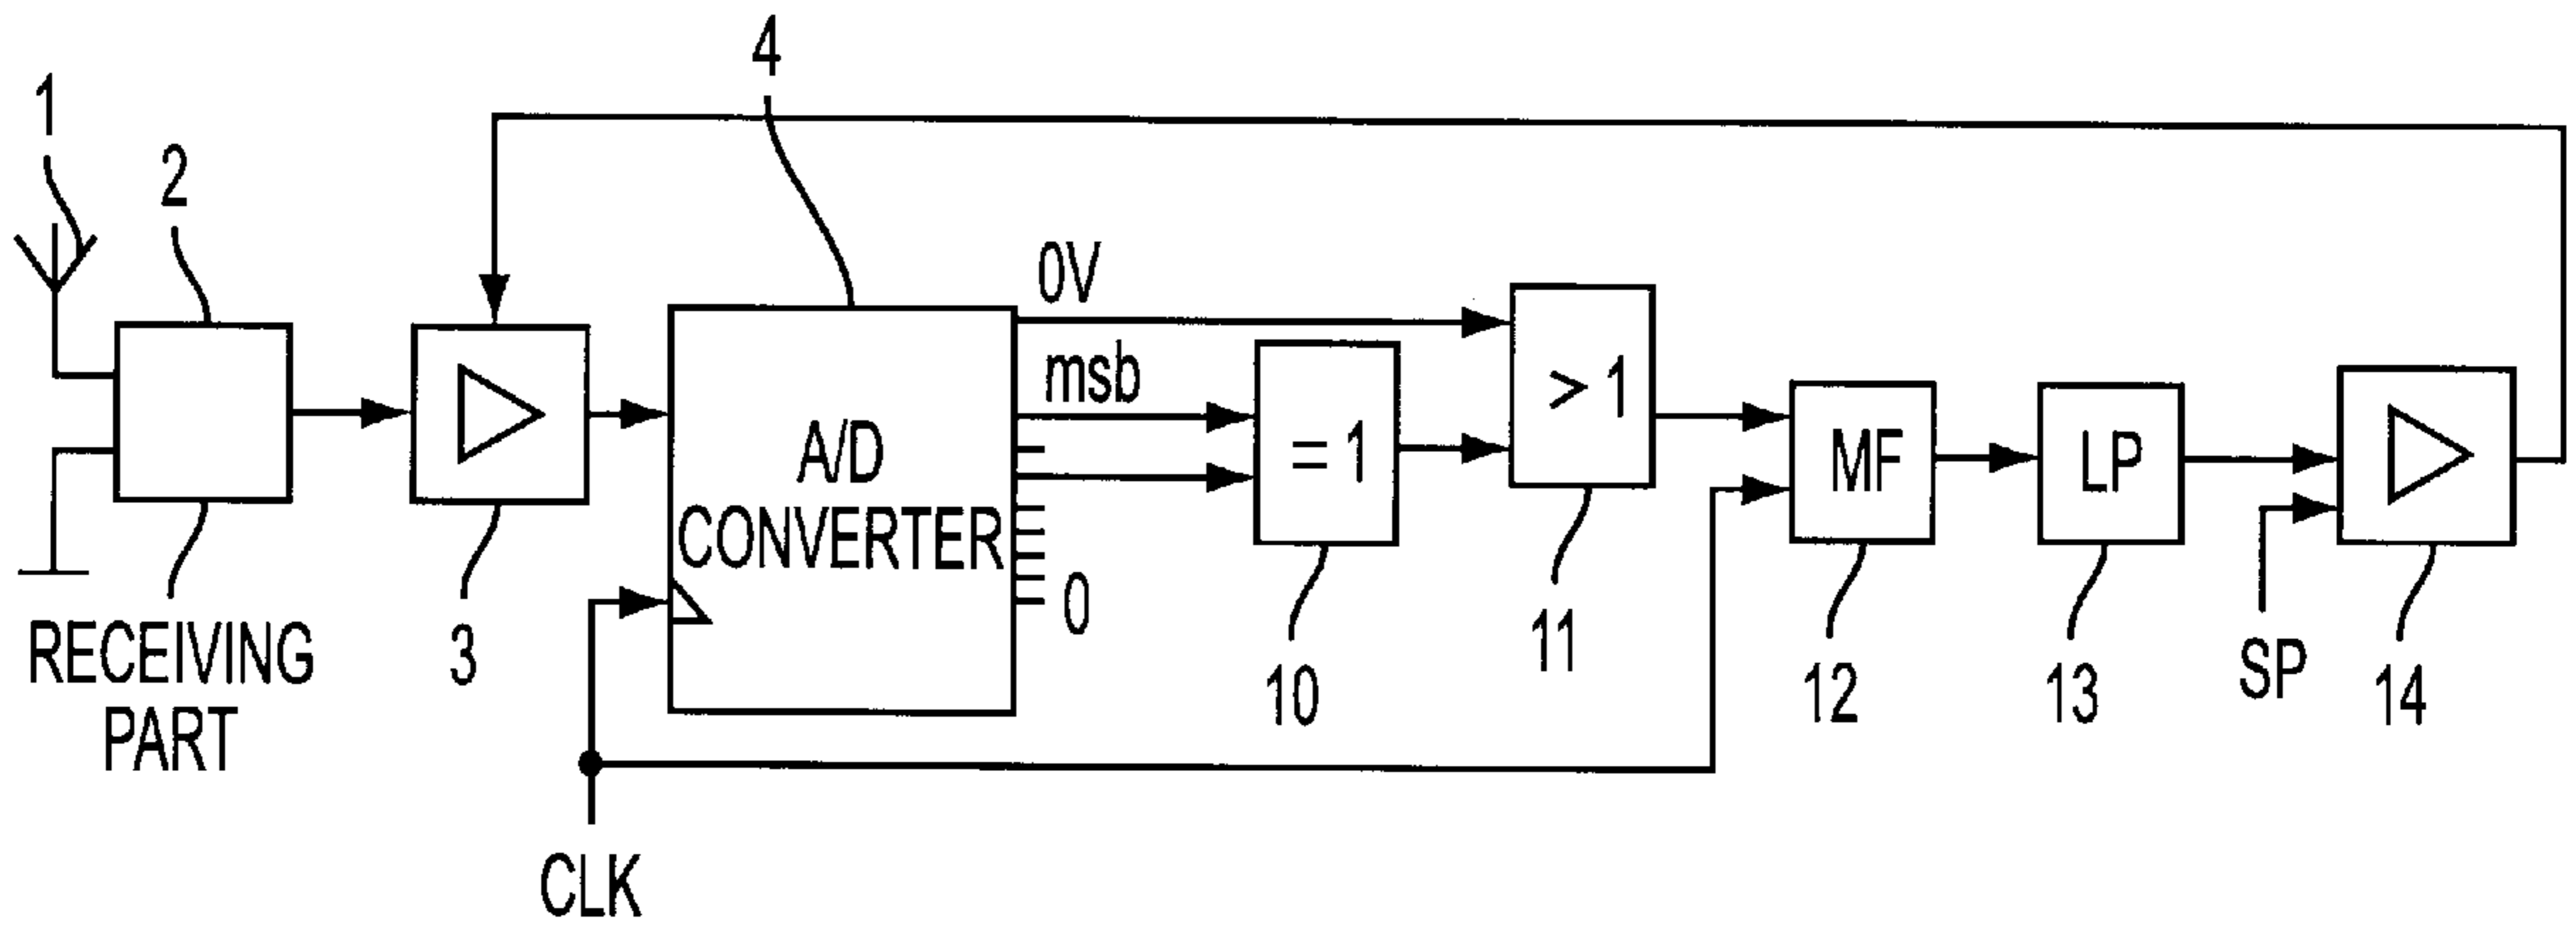 1
2
4
0V
msb
A/D
CONVERTER
0
= 1
> 1
MF
LP
RECEIVING
PART
3
CLK
10
11
12
13
SP
14